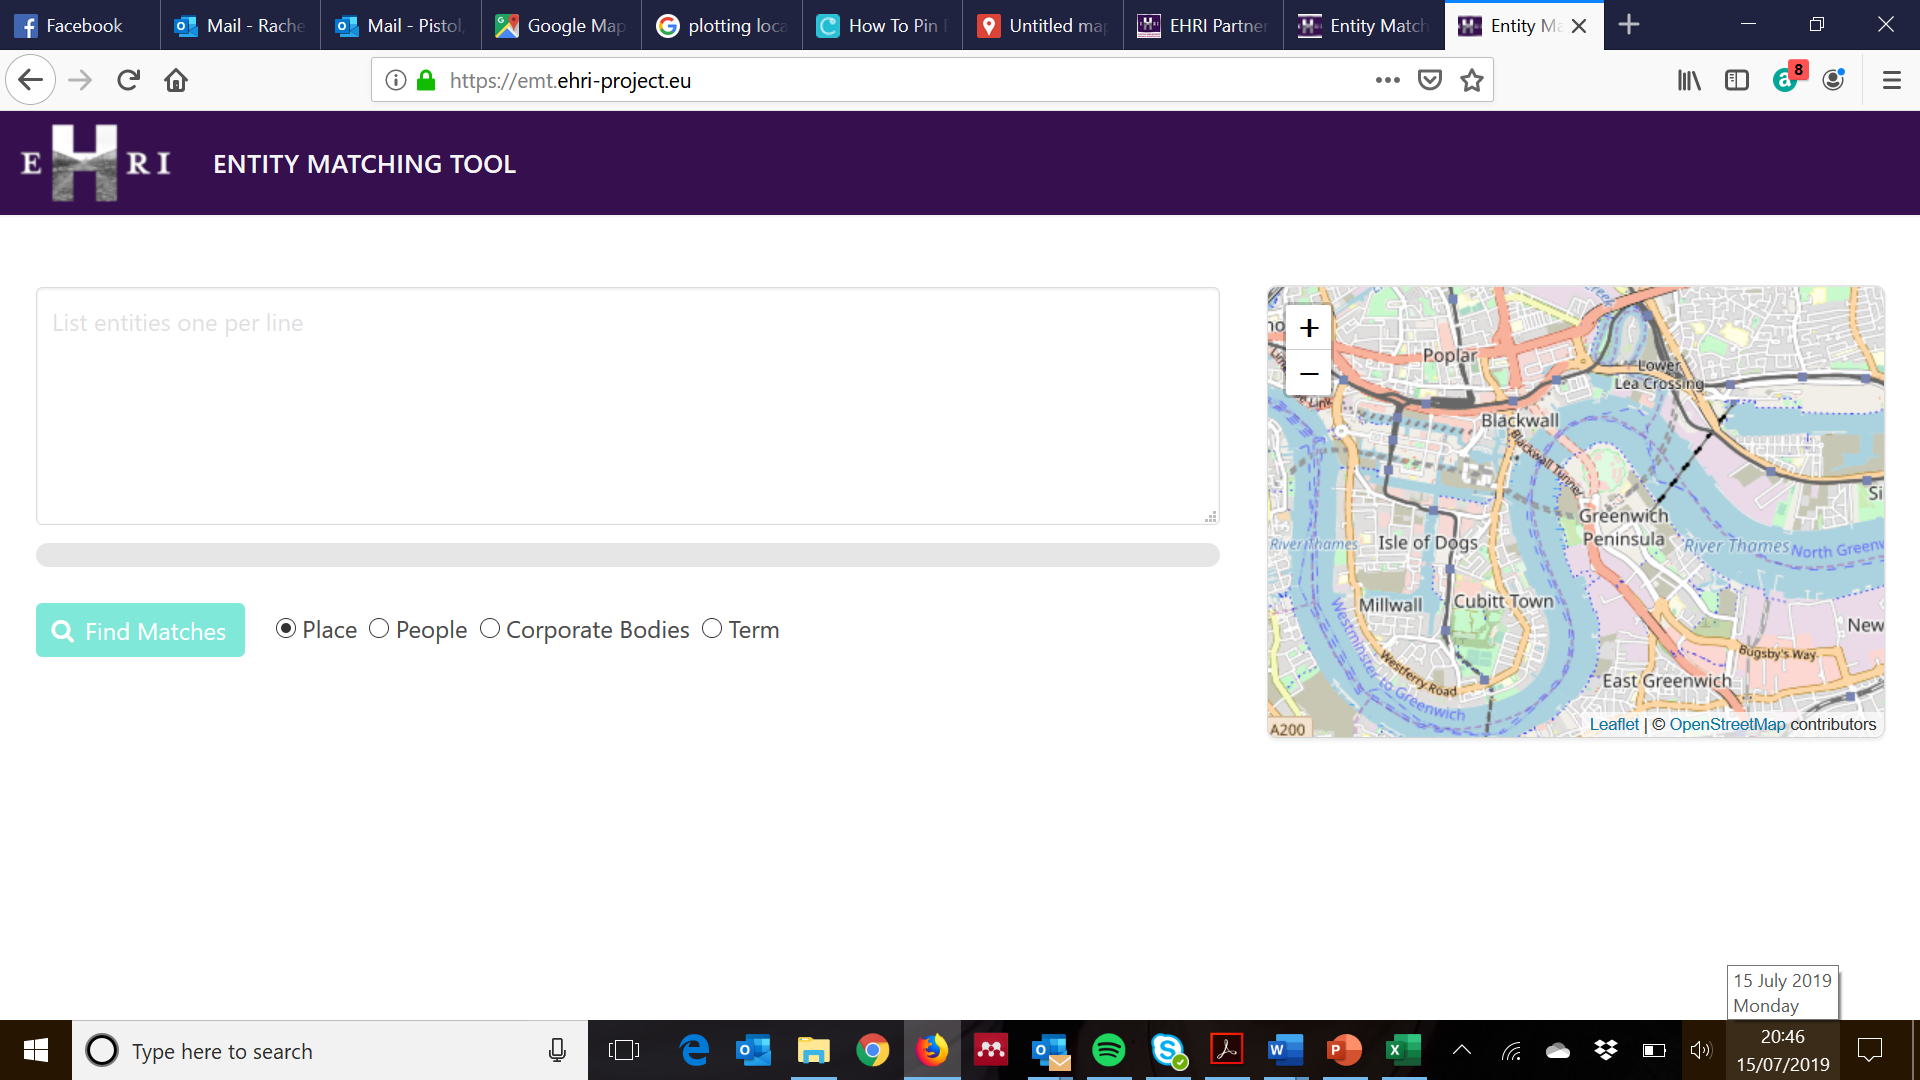 Facebook
Mail - Rache
Mail - Pistol,
Google Map
plotting loca
How To Pin
Untitled map
EHRI Partner
Entity Match
Entity Ma
https://emt.ehri-project.eu
8
EHRI
ENTITY MATCHING TOOL
List entities one per line
Find Matches
Place
People
Corporate Bodies
Term
+
−
Poplar
Lower
Lea Crossing
Blackwall
Blackwall Tunnel
Greenwich
Peninsula
Isle of Dogs
River Thames
River Thames
North Greenw
Millwall
Cubitt Town
Westferry Road
Westminster to Greenwich
Bugsby's Way
East Greenwich
New
Si
A200
Leaflet | © OpenStreetMap contributors
15 July 2019
Monday
Type here to search
20:46
15/07/2019